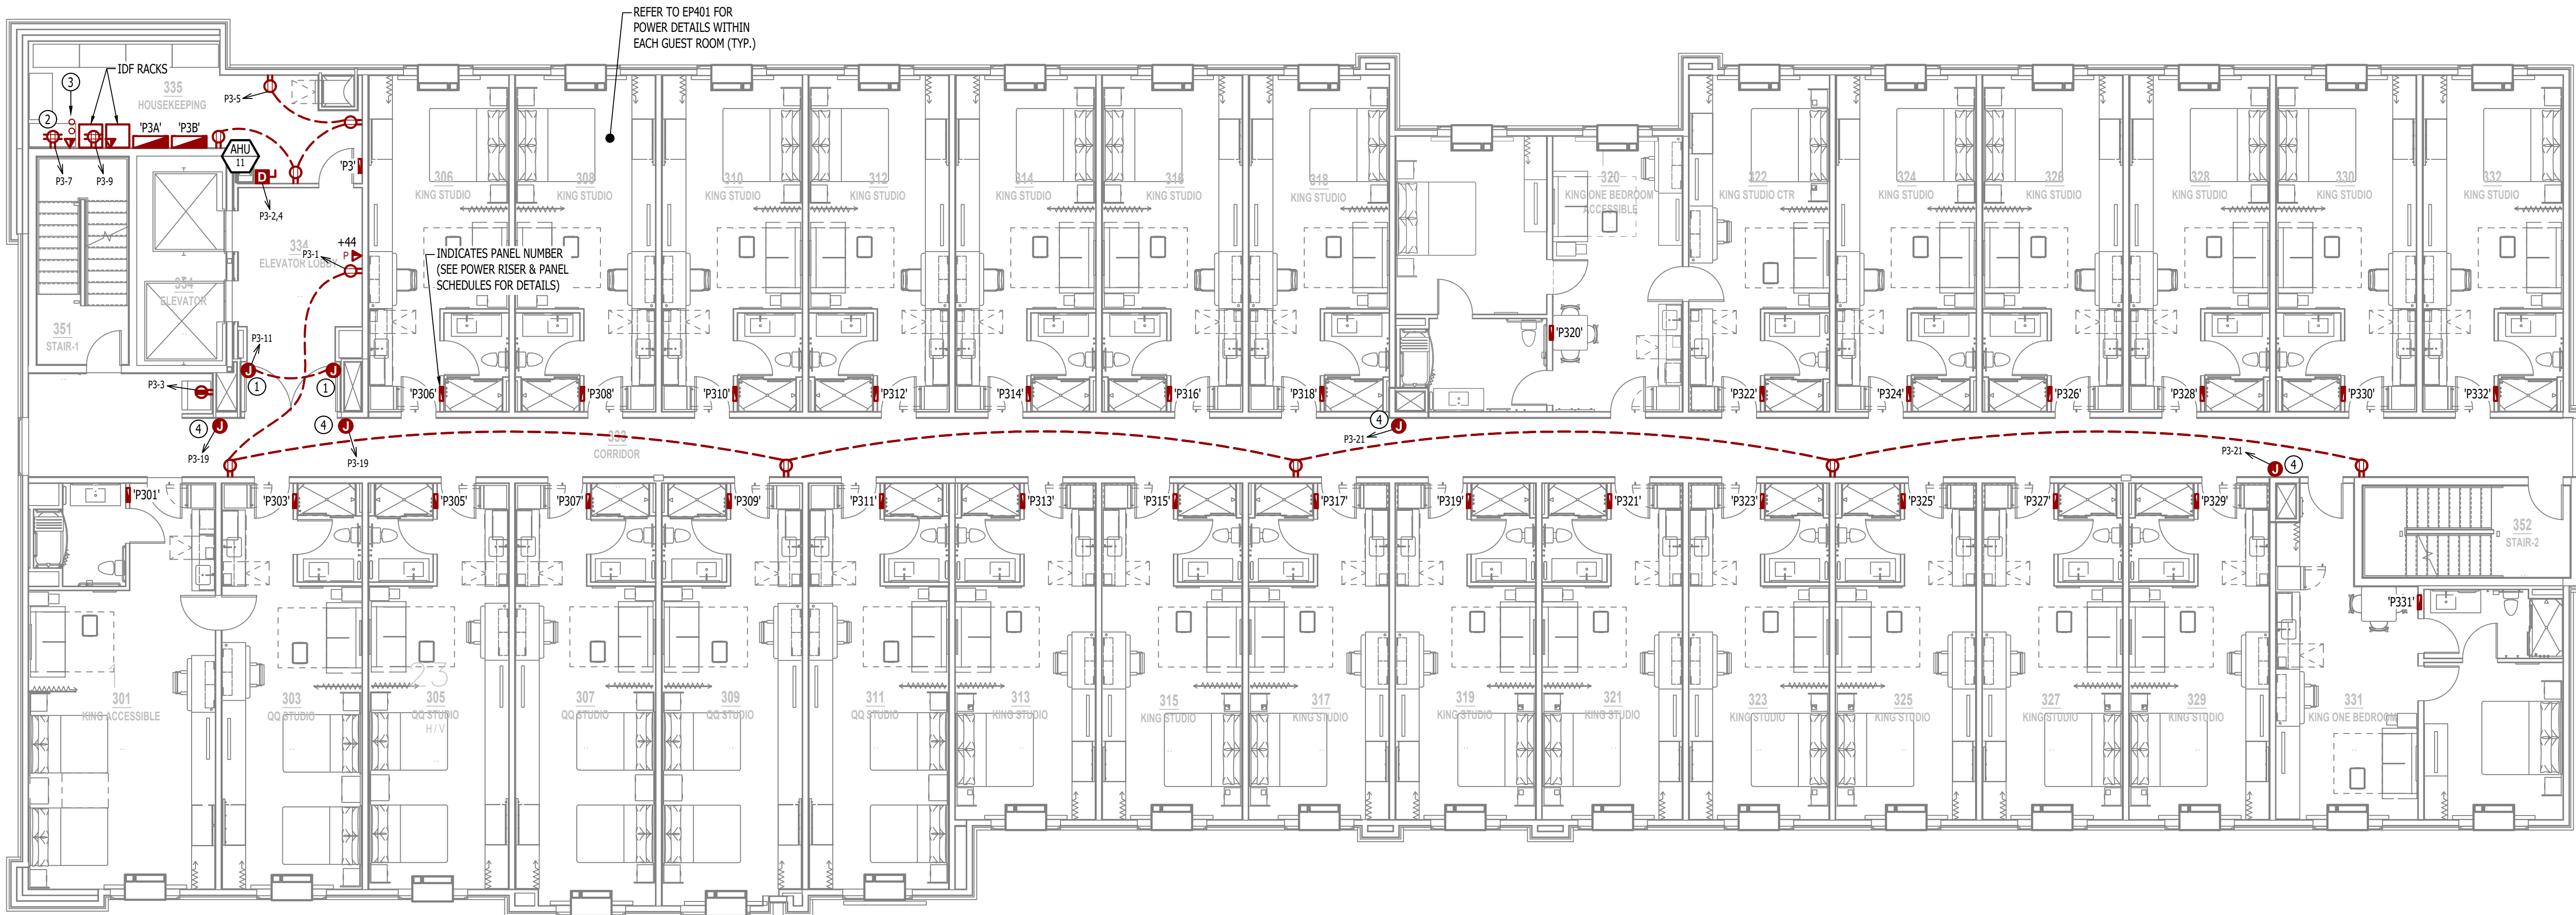 REFER TO EP401 FOR
POWER DETAILS WITHIN
EACH GUEST ROOM (TYP.)
IDF RACKS
3
335
HOUSEKEEPING
P3-5
2
'P3A'
'P3B'
AHU
11
'P3'
P3-7
P3-9
D
P3-2,4
334
ELEVATOR LOBBY
+44
P
P3-1
354
ELEVATOR
351
STAIR-1
P3-11
1
1
P3-3
4
P3-19
4
P3-19
J
J
J
J
INDICATES PANEL NUMBER
(SEE POWER RISER & PANEL
SCHEDULES FOR DETAILS)
306
KING STUDIO
308
KING STUDIO
310
KING STUDIO
312
KING STUDIO
314
KING STUDIO
316
KING STUDIO
318
KING STUDIO
320
KING ONE BEDROOM
ACCESSIBLE
322
KING STUDIO CTR
324
KING STUDIO
326
KING STUDIO
328
KING STUDIO
330
KING STUDIO
332
KING STUDIO
'P320'
'P306'
'P308'
'P310'
'P312'
'P314'
'P316'
'P318'
'P322'
'P324'
'P326'
'P328'
'P330'
'P332'
4
J
P3-21
333
CORRIDOR
P3-21
J
4
'P301'
'P303'
'P305'
'P307'
'P309'
'P311'
'P313'
'P315'
'P317'
'P319'
'P321'
'P323'
'P325'
'P327'
'P329'
352
STAIR-2
'P331'
23
301
KING ACCESSIBLE
303
QQ STUDIO
305
QQ STUDIO
H / V
307
QQ STUDIO
309
QQ STUDIO
311
QQ STUDIO
313
KING STUDIO
315
KING STUDIO
317
KING STUDIO
319
KING STUDIO
321
KING STUDIO
323
KING STUDIO
325
KING STUDIO
327
KING STUDIO
329
KING STUDIO
331
KING ONE BEDROOM